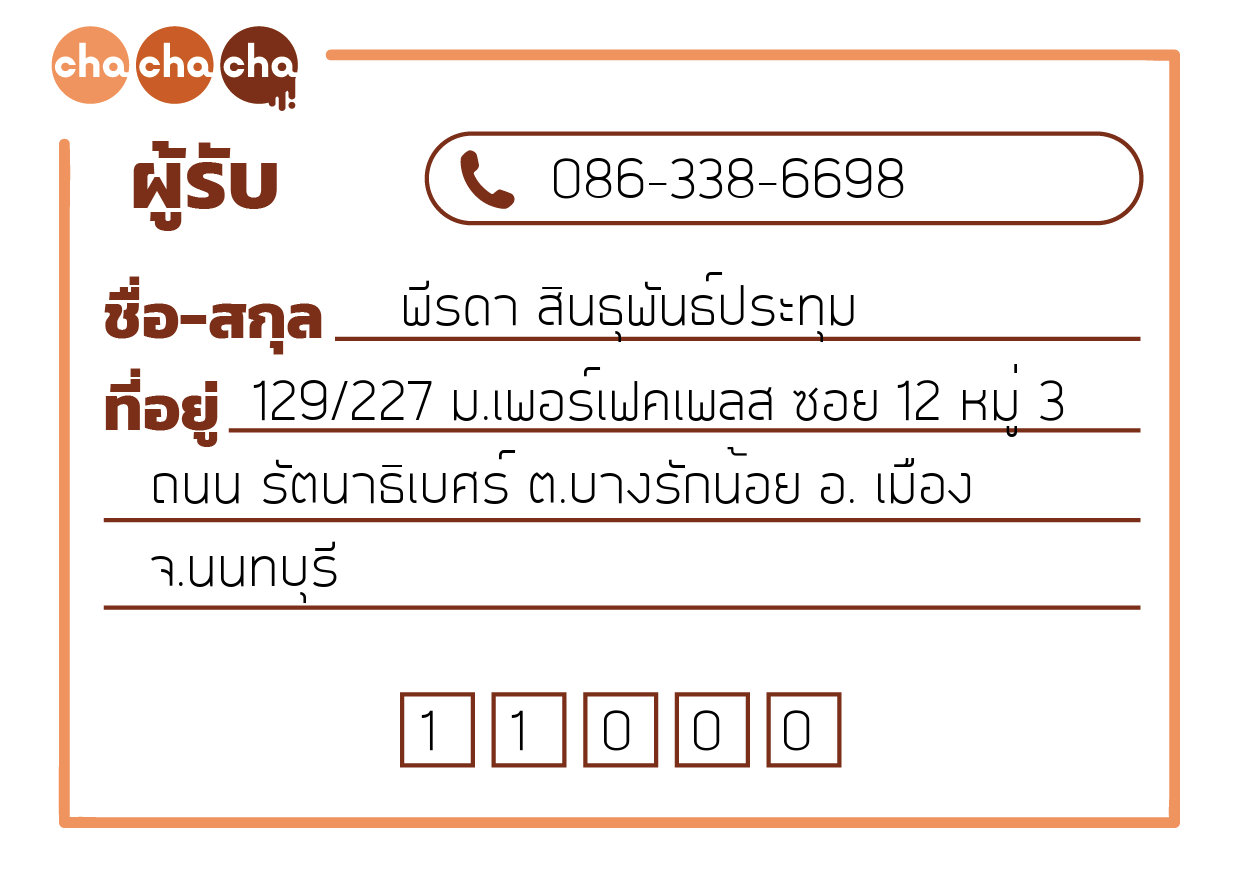 cha cha cha
ผู้รับ
086-338-6698
ชื่อ-สกุล พีรดา สินธุพันธ์ประทุม
ที่อยู่ 129/227 ม.เพอร์เฟคเพลส ซอย 12 หมู่ 3
ถนน รัตนาธิเบศร์ ต.บางรักน้อย อ. เมือง
จ.นนทบุรี
1 1 0 0 0